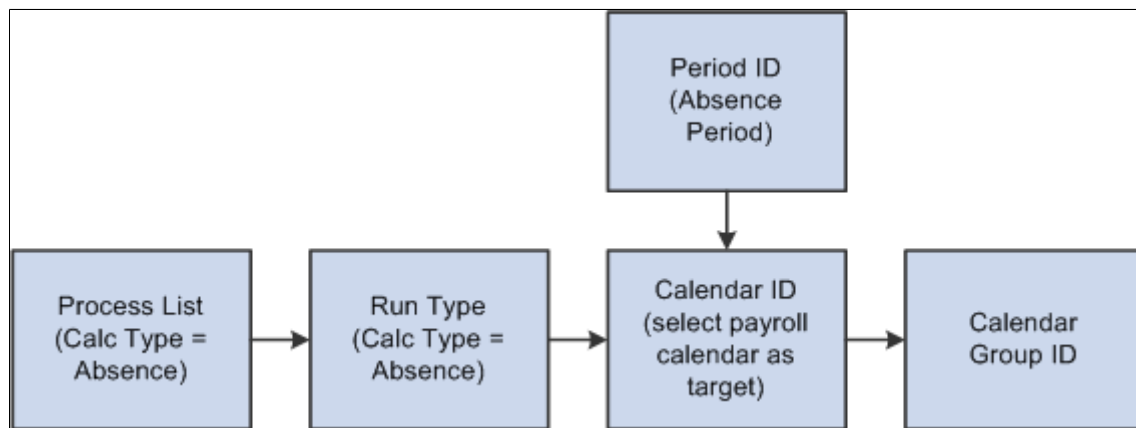 Period ID
(Absence
Period)
Process List
(Calc Type =
Absence)
Run Type
(Calc Type =
Absence)
Calendar ID
(select payroll
calendar as
target)
Calendar
Group ID